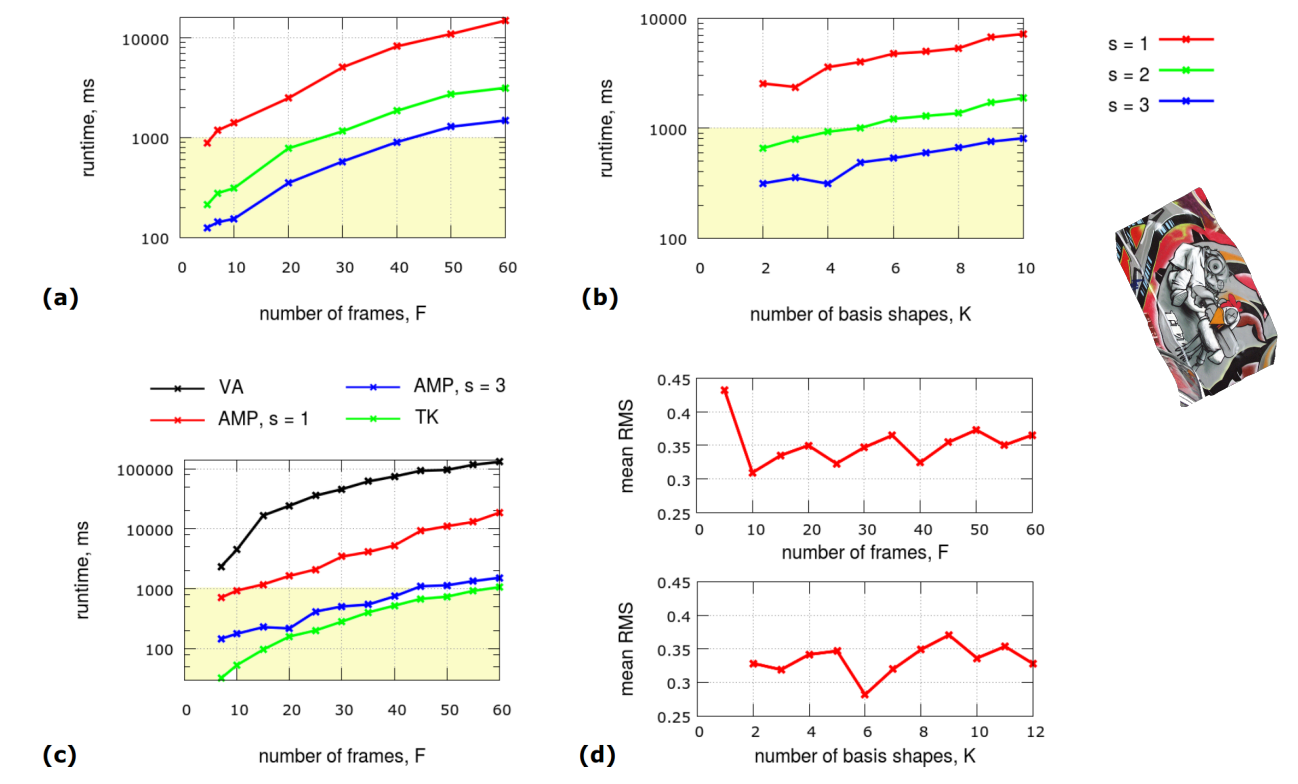 10000
1000
100
runtime, ms
0 10 20 30 40 50 60
(a)
number of frames, F
10000
1000
100
runtime, ms
0 2 4 6 8 10
(b)
number of basis shapes, K
s = 1
s = 2
s = 3
VA
AMP, s = 3
AMP, s = 1
TK
100000
10000
1000
100
runtime, ms
0 10 20 30 40 50 60
(c)
number of frames, F
0.45
0.4
0.35
0.3
0.25
mean RMS
0 10 20 30 40 50 60
number of frames, F
0.45
0.4
0.35
0.3
0.25
mean RMS
0 2 4 6 8 10 12
(d)
number of basis shapes, K